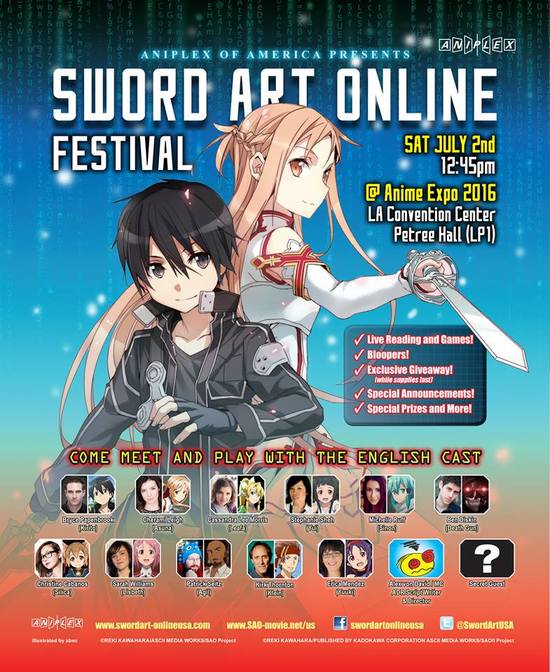 ANIPLEX
ANIPLEX OF AMERICA PRESENTS
SWORD ART ONLINE
FESTIVAL
SAT JULY 2nd
12:45pm
@ Anime Expo 2016
LA Convention Center
Petree Hall (LP1)
Live Reading and Games!
Bloopers!
Exclusive Giveaway!
(while supplies last)
Special Announcements!
Special Prizes and More!
COME MEET AND PLAY WITH THE ENGLISH CAST
Bryce Papenbrook
(Kirito)
Cherami Leigh
(Asuna)
Cassandra Lee Morris
(Leafa)
Stephanie Sheh
(Yui)
Michelle Ruff
(Sinon)
Ben Diskin
(Death Gun)
Christine Cabanos
(Silica)
Sarah Williams
(Lisbeth)
Patrick Seitz
(Agil)
Kirk Thornton
(Klein)
Erica Mendez
(Yuuki)
Alexvon David/ MC
ADR Script Writer
& Director
?
Secret Guest
ANIPLEX
www.swordart-onlineusa.com
www.SAO-movie.net/us
swordartonlineusa
@SwordArtUSA
Illustrated by abec
©REKI KAWAHARA/ASCII MEDIA WORKS/SAO Project
©REKI KAWAHARA/PUBLISHED BY KADOKAWA CORPORATION ASCII MEDIA WORKS/SAOII Project